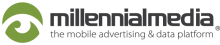 millennialmedia®
the mobile advertising & data platform